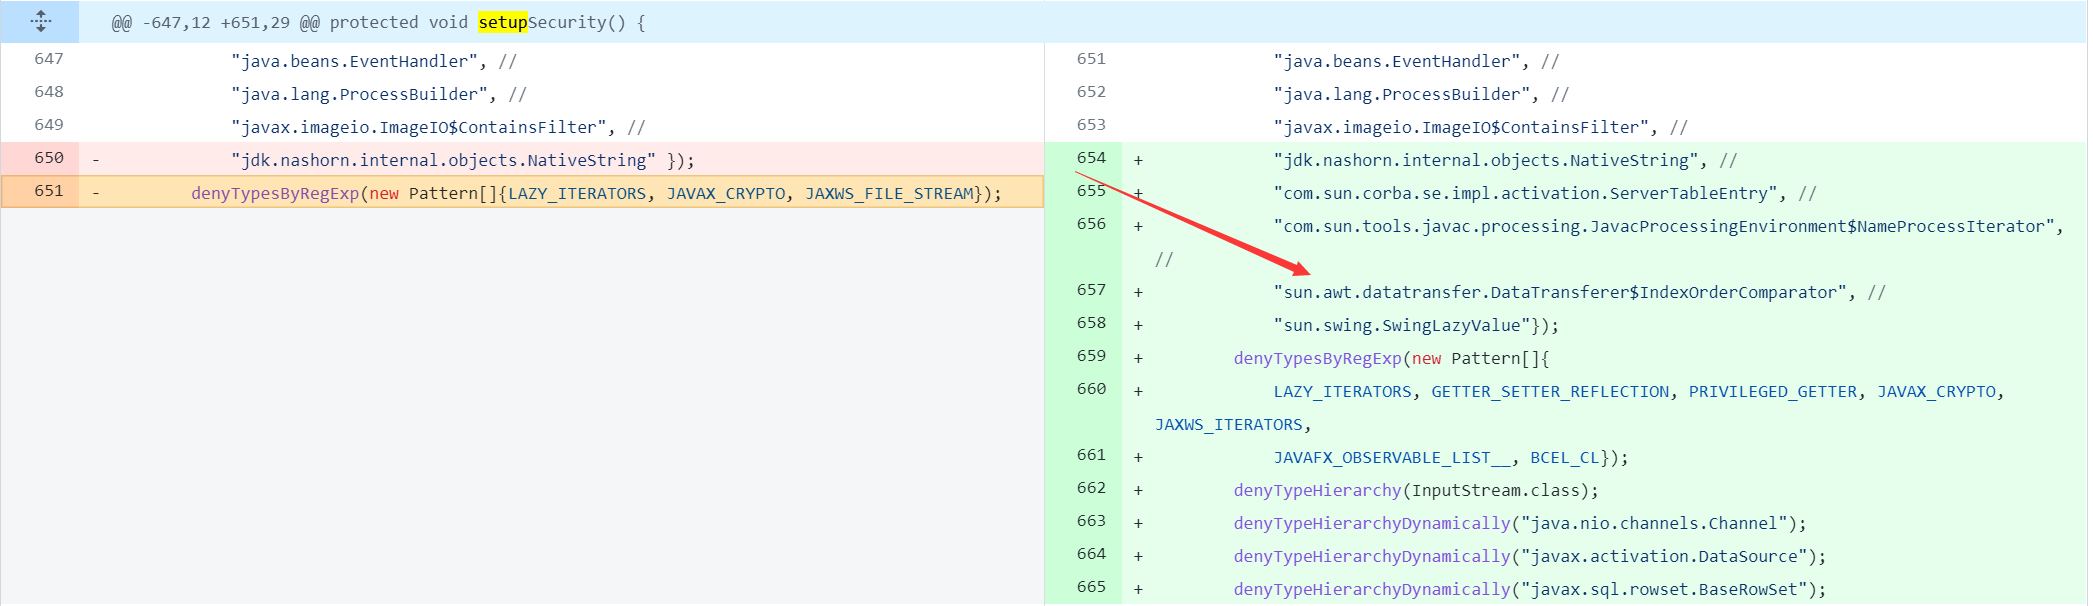 @@ -647,12 +651,29 @@ protected void setupSecurity() {
647 "java.beans.EventHandler", //
648 "java.lang.ProcessBuilder", //
649 "javax.imageio.ImageIO$ContainsFilter", //
650 - "jdk.nashorn.internal.objects.NativeString" });
651 - denyTypesByRegExp(new Pattern[]{LAZY_ITERATORS, JAVAX_CRYPTO, JAXWS_FILE_STREAM});
651 "java.beans.EventHandler", //
652 "java.lang.ProcessBuilder", //
653 "javax.imageio.ImageIO$ContainsFilter", //
654 + "jdk.nashorn.internal.objects.NativeString", //
655 + "com.sun.corba.se.impl.activation.ServerTableEntry", //
656 + "com.sun.tools.javac.processing.JavacProcessingEnvironment$NameProcessIterator",
//
657 + "sun.awt.datatransfer.DataTransferer$IndexOrderComparator", //
658 + "sun.swing.SwingLazyValue"});
659 + denyTypesByRegExp(new Pattern[]{
660 + LAZY_ITERATORS, GETTER_SETTER_REFLECTION, PRIVILEGED_GETTER, JAVAX_CRYPTO,
JAXWS_ITERATORS,
661 + JAVAFX_OBSERVABLE_LIST__, BCEL_CL});
662 + denyTypeHierarchy(InputStream.class);
663 + denyTypeHierarchyDynamically("java.nio.channels.Channel");
664 + denyTypeHierarchyDynamically("javax.activation.DataSource");
665 + denyTypeHierarchyDynamically("javax.sql.rowset.BaseRowSet");